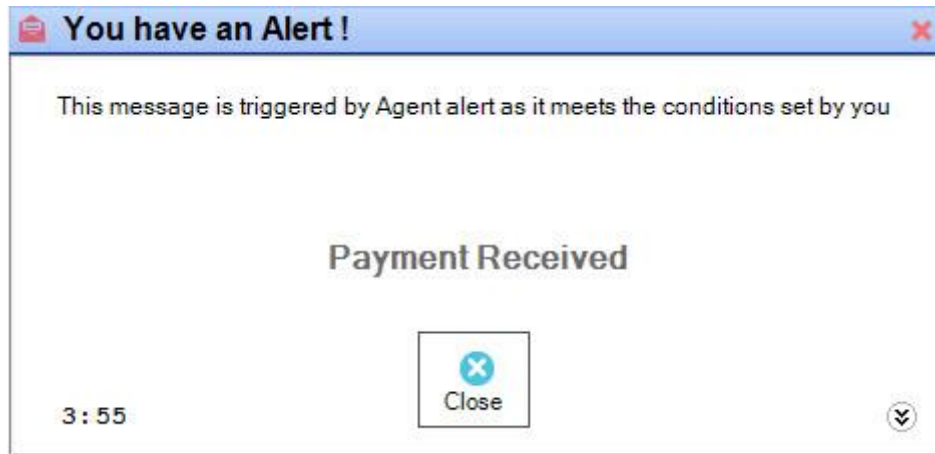 You have an Alert !
This message is triggered by Agent alert as it meets the conditions set by you
Payment Received
Close
3:55